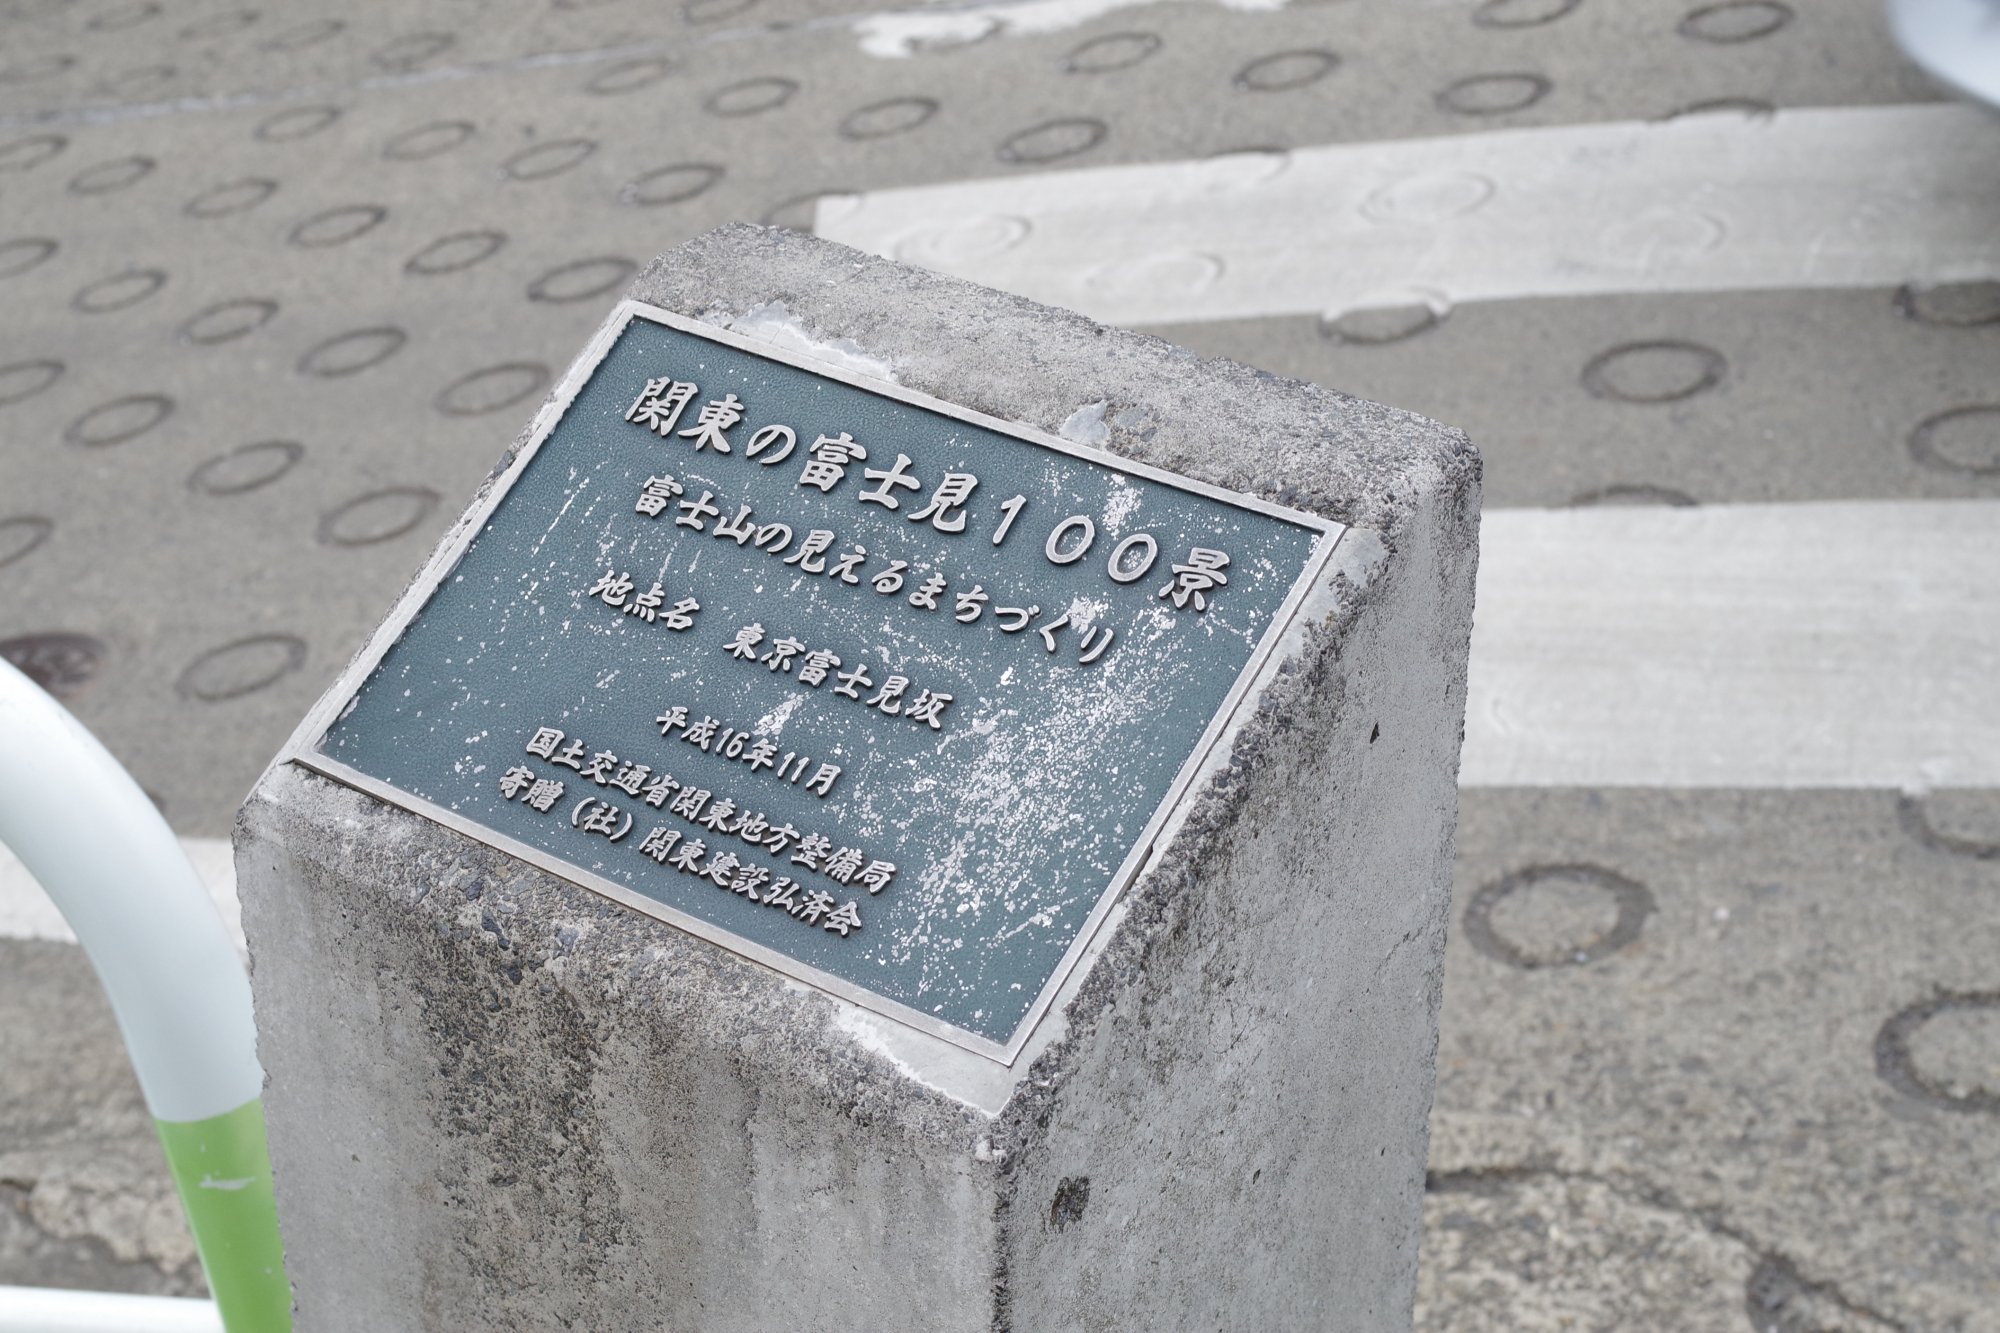 関東の富士見１００景
富士山の見えるまちづくり
地点名　東京富士見坂
平成16年11月
国土交通省関東地方整備局
寄贈（社）関東建設弘済会